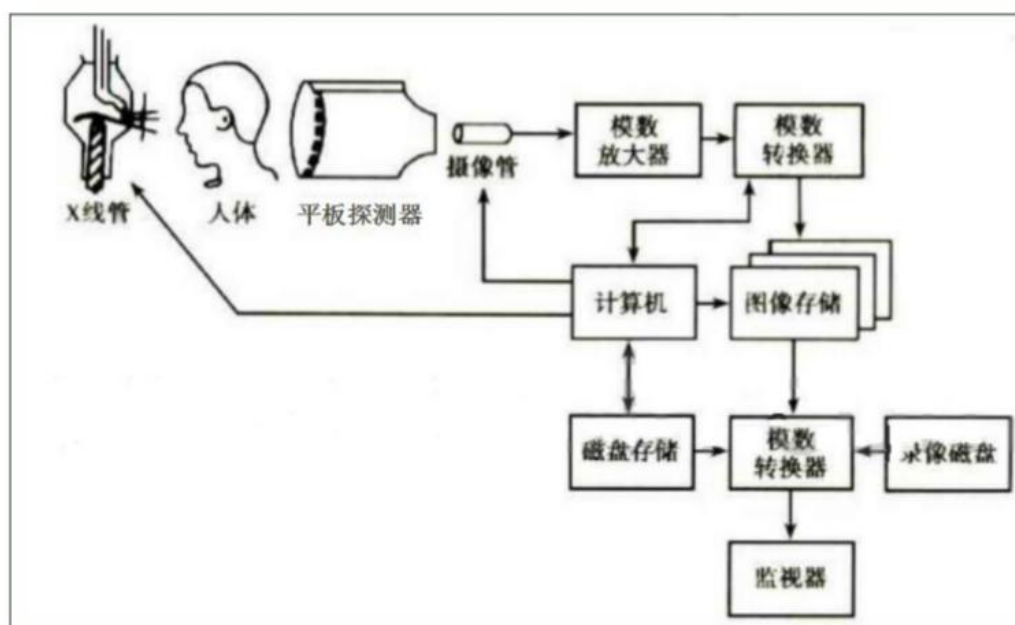 模数
放大器
模数
转换器
摄像管
X线管
人体
平板探测器
计算机
图像存储
磁盘存储
模数
转换器
录像磁盘
监视器